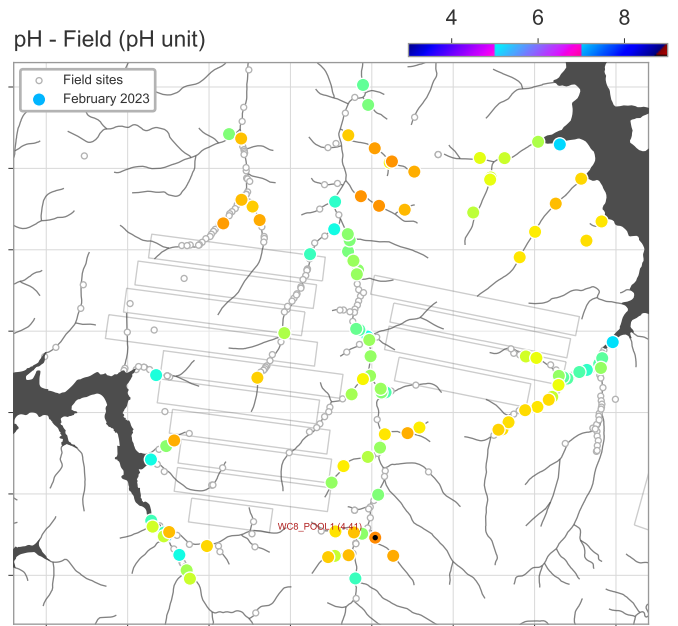 pH - Field (pH unit)
4 6 8
Field sites
February 2023
WC8_POOL1 (4.41)